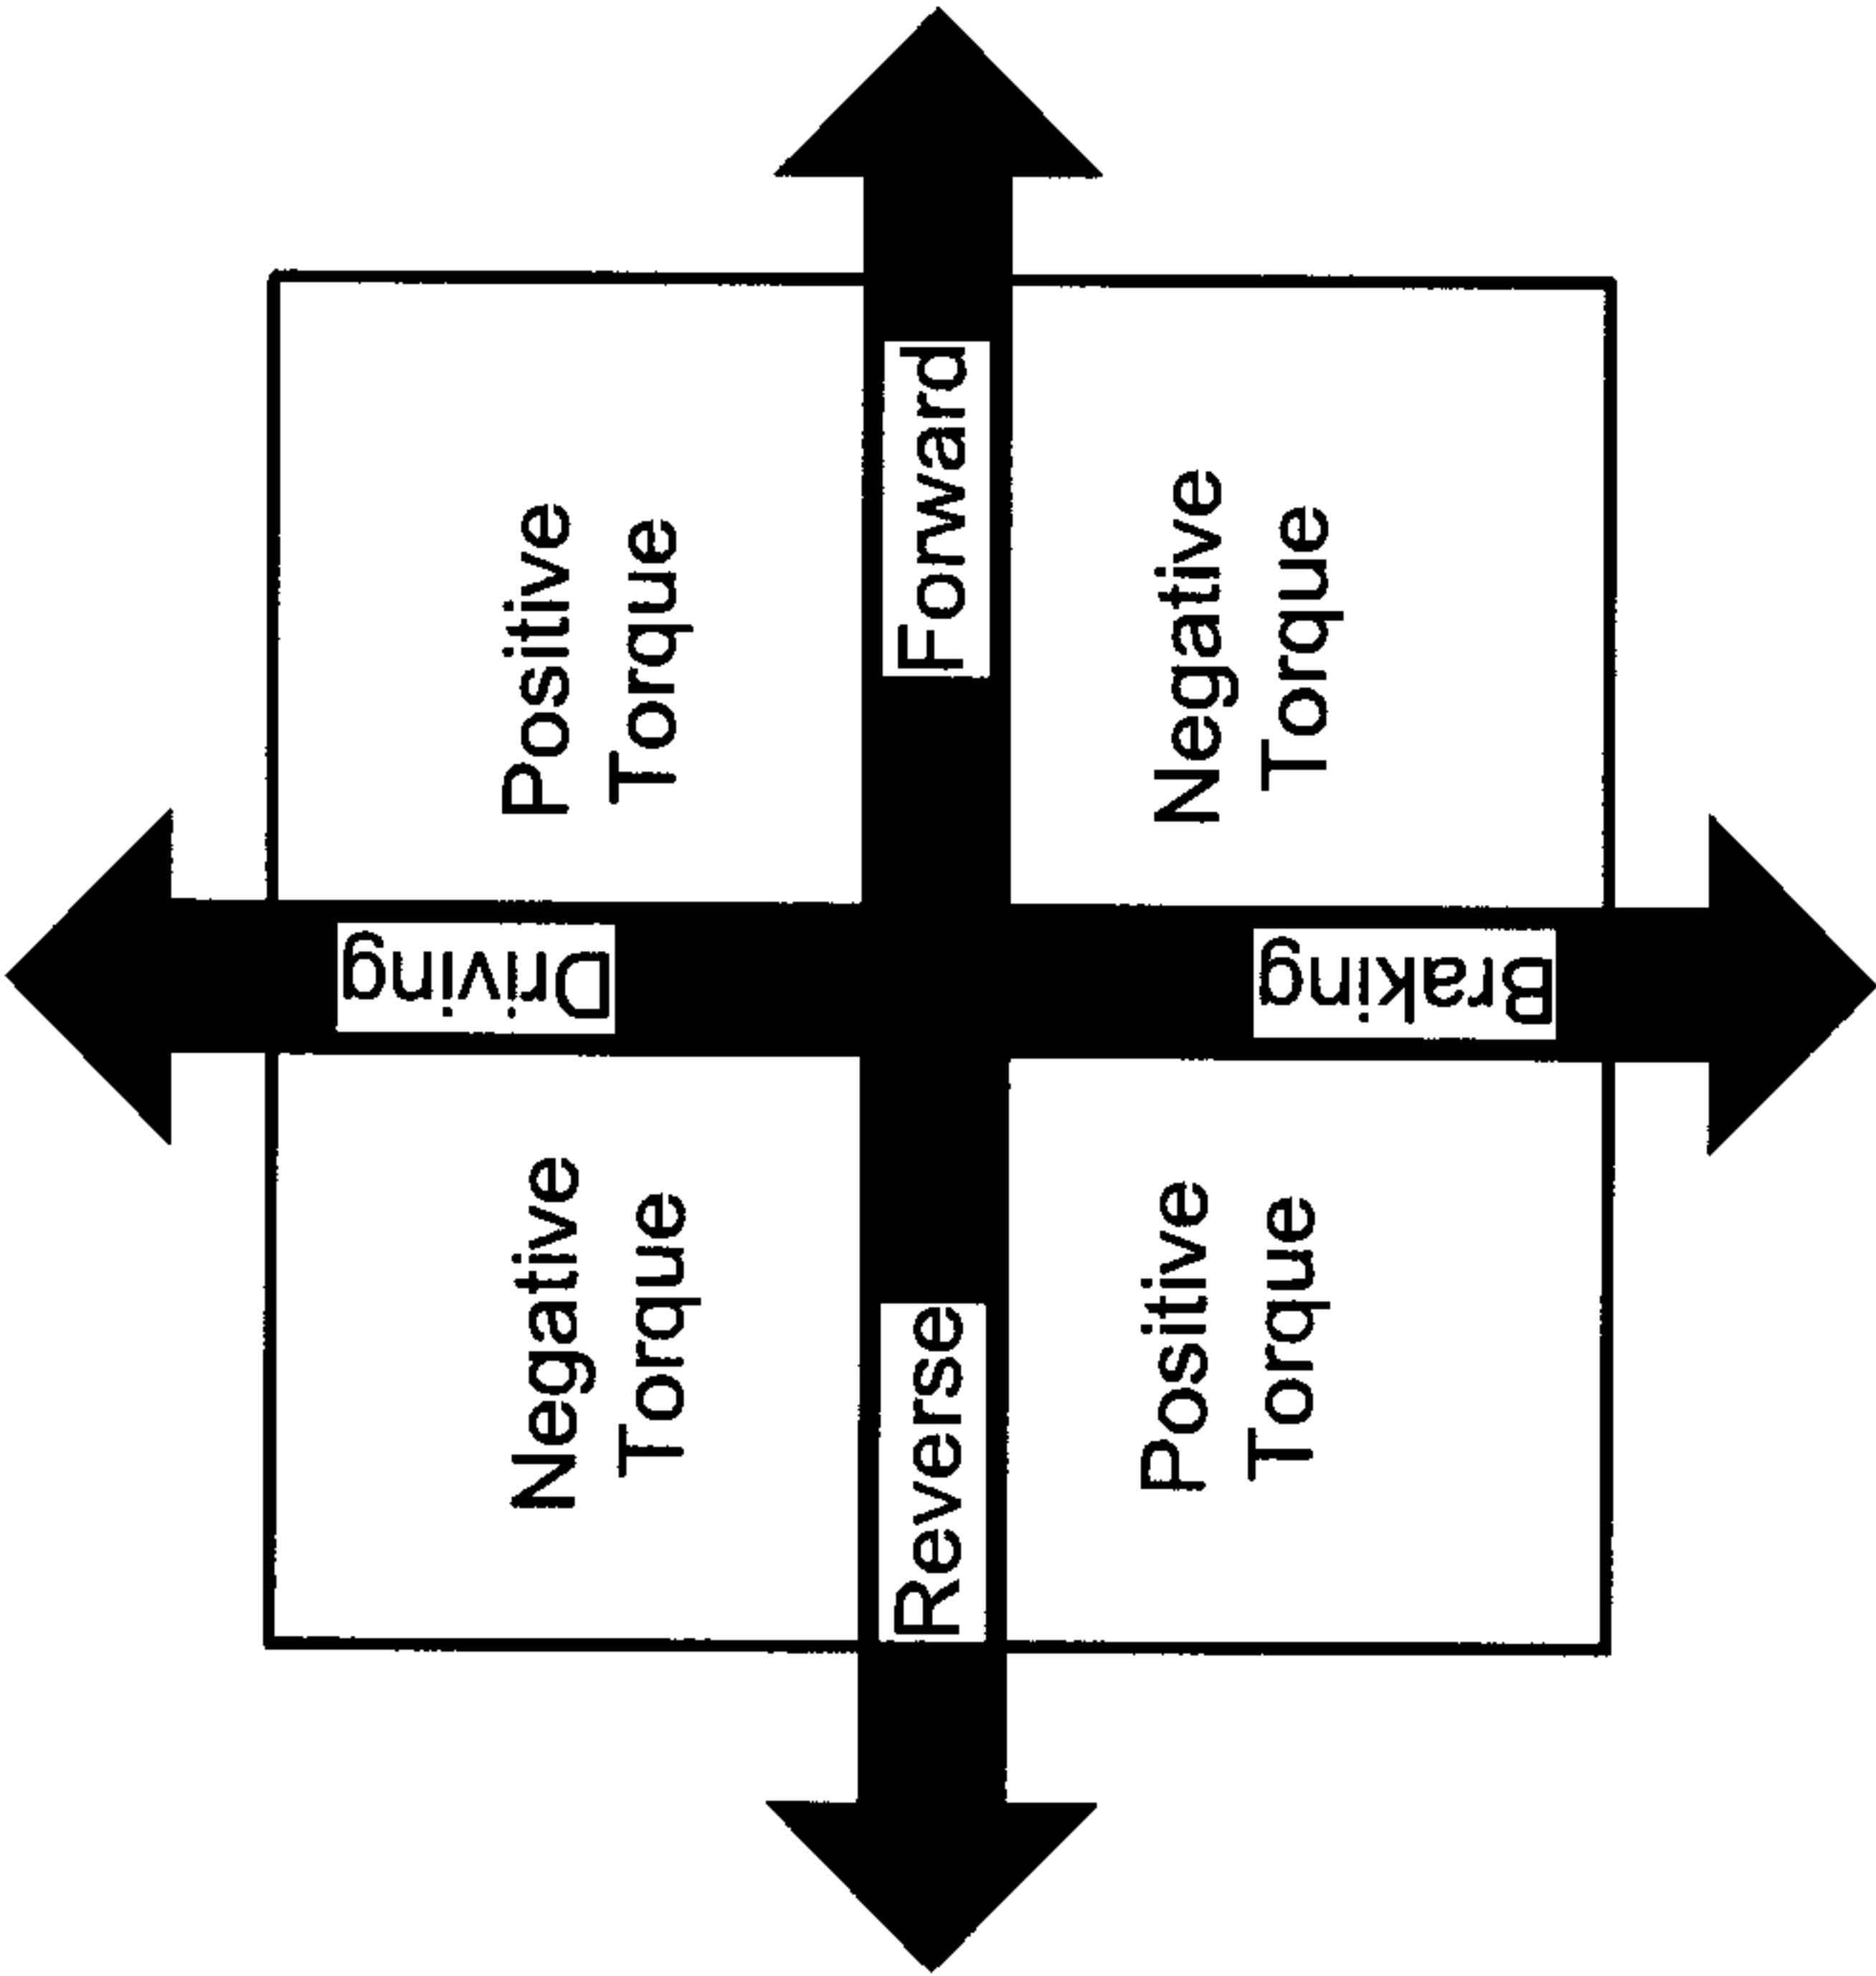 Driving
Negative
Torque
Positive
Torque
Reverse
Forward
Positive
Torque
Negative
Torque
Braking